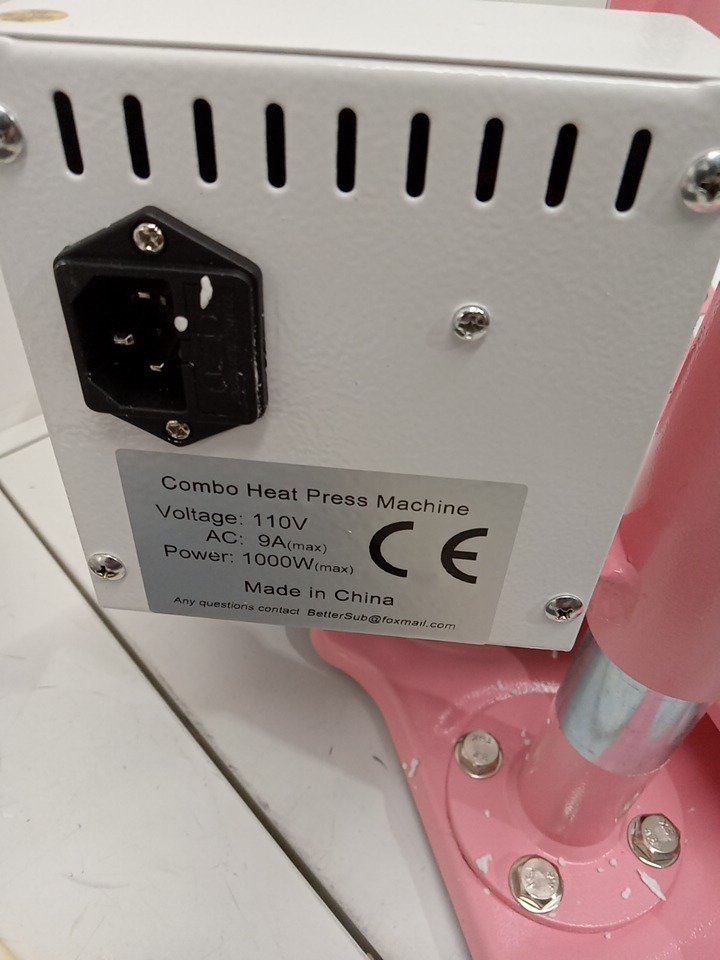 Combo Heat Press Machine
Voltage: 110V
AC: 9A(max)
Power: 1000W(max)
CE
Made in China
Any questions contact BetterSub@foxmail.com